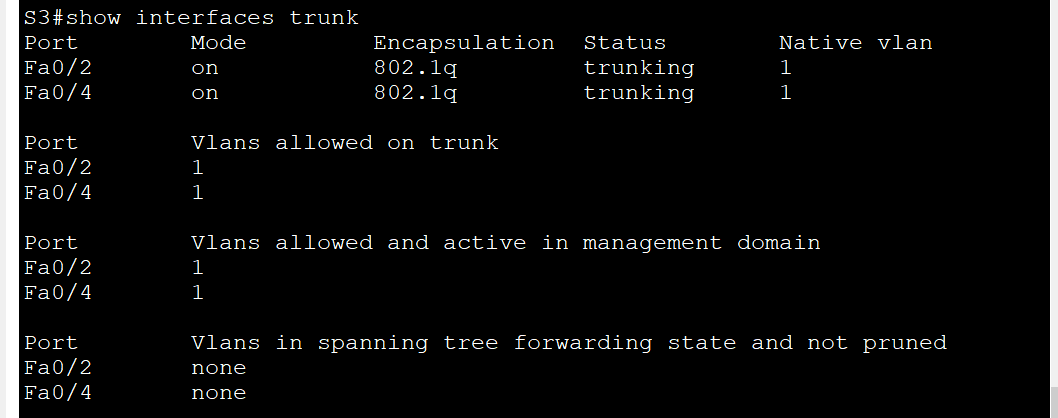 S3#show interfaces trunk
Port Mode Encapsulation Status Native vlan
Fa0/2 on 802.1q trunking 1
Fa0/4 on 802.1q trunking 1
Port Vlans allowed on trunk
Fa0/2 1
Fa0/4 1
Port Vlans allowed and active in management domain
Fa0/2 1
Fa0/4 1
Port Vlans in spanning tree forwarding state and not pruned
Fa0/2 none
Fa0/4 none